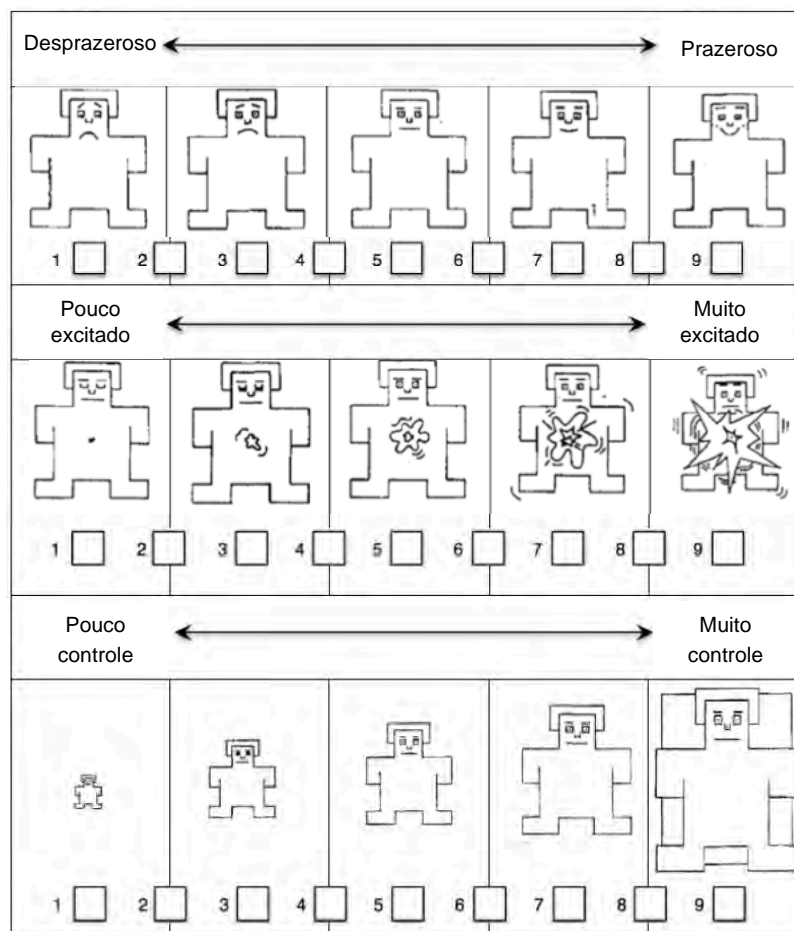 Desprazeroso Prazeroso
1 2 3 4 5 6 7 8 9
Pouco
excitado
Muito
excitado
1 2 3 4 5 6 7 8 9
Pouco
controle
Muito
controle
1 2 3 4 5 6 7 8 9